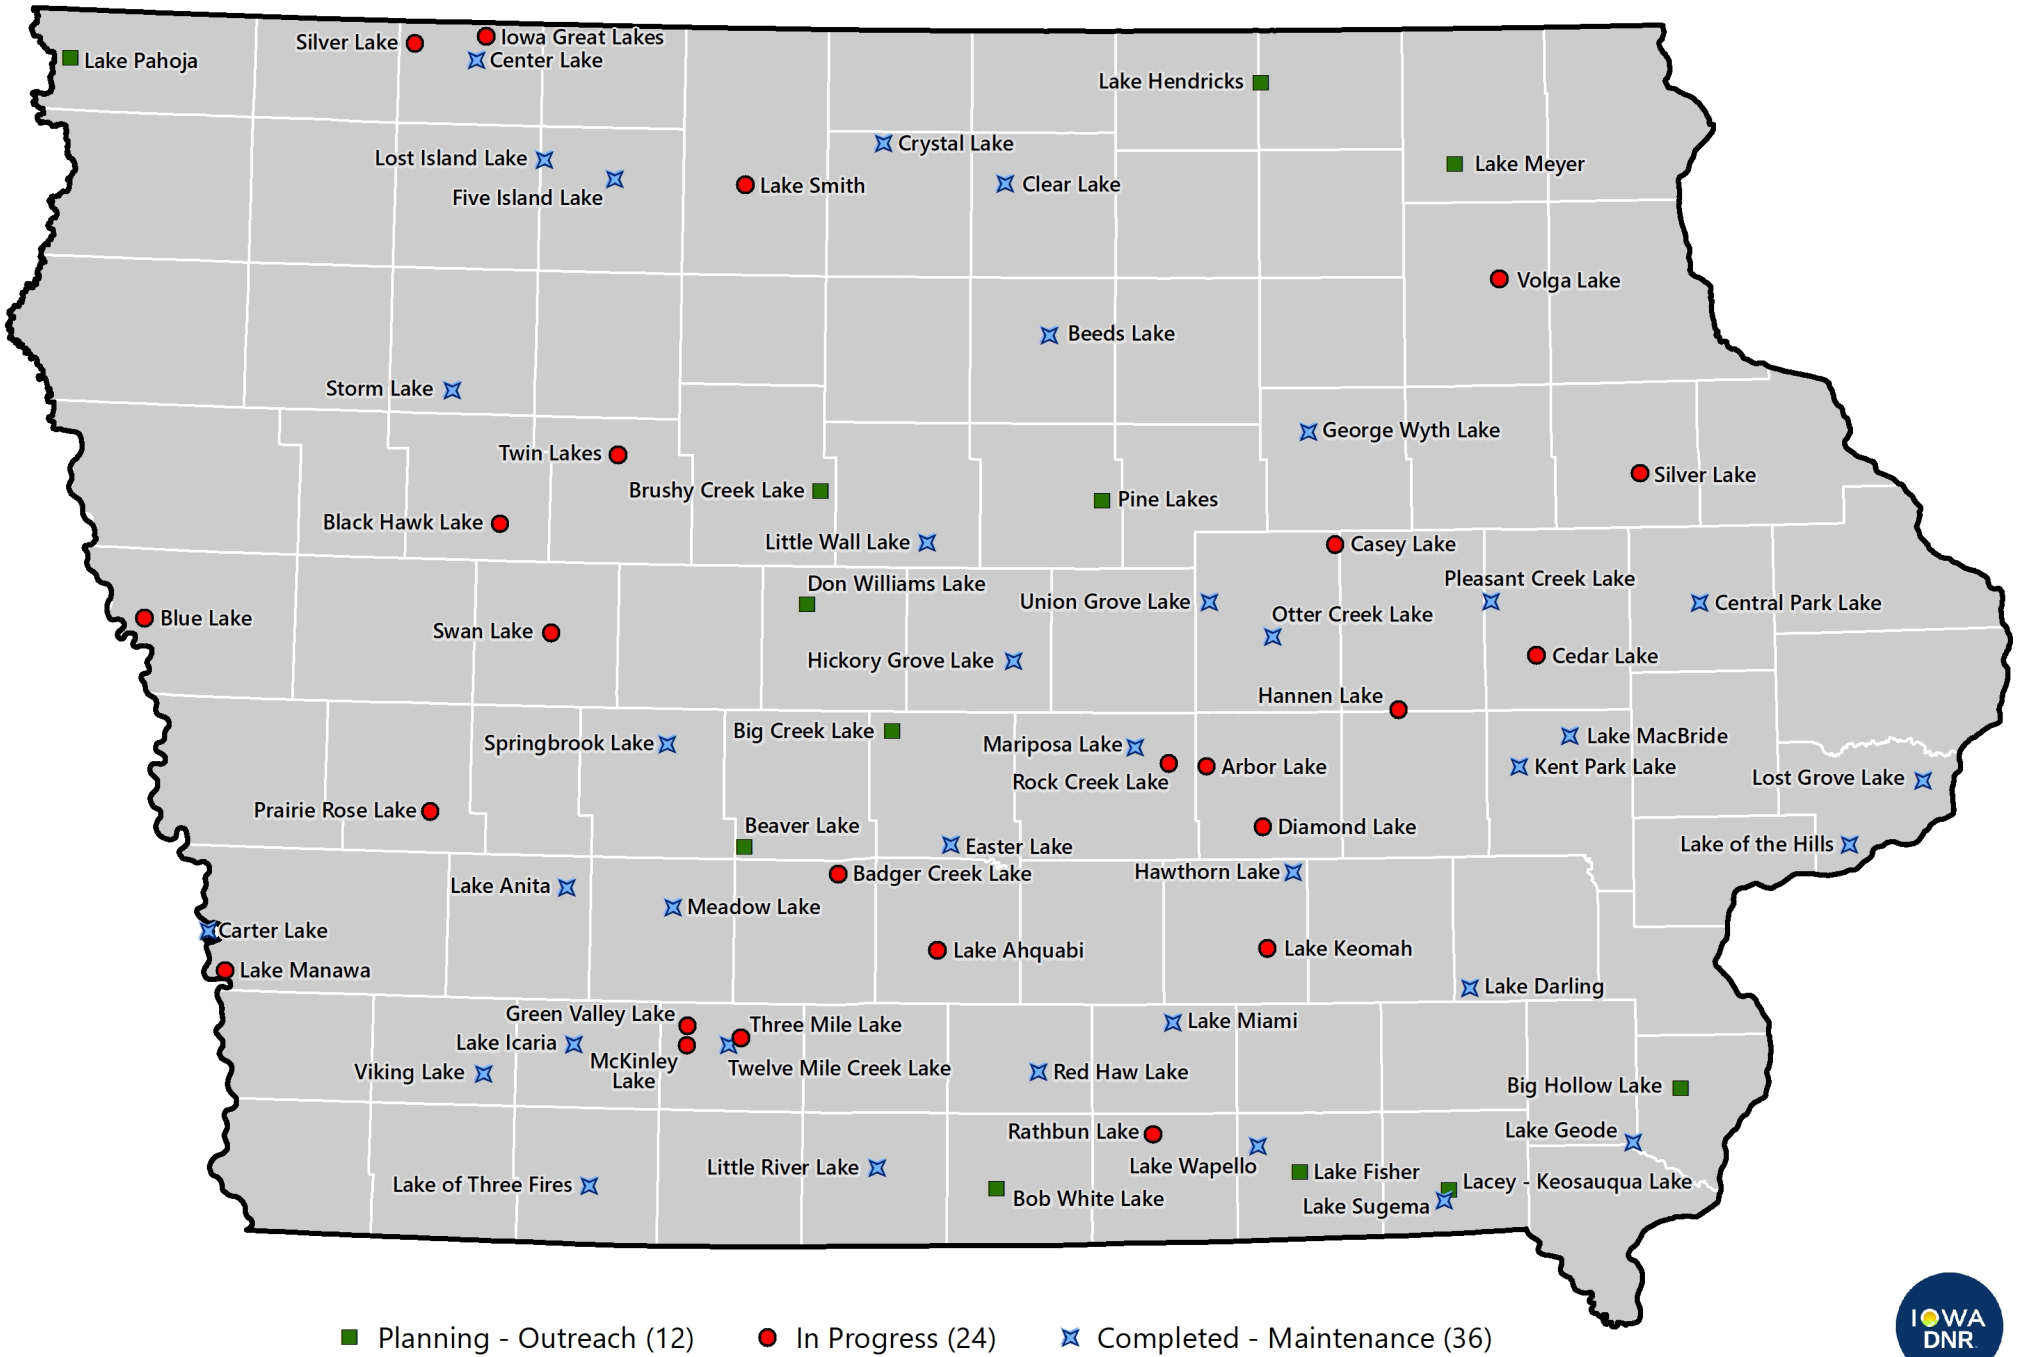 Silver Lake
Iowa Great Lakes
Lake Pahoja
Center Lake
Lake Hendricks
Crystal Lake
Lost Island Lake
Lake Meyer
Five Island Lake
Lake Smith
Clear Lake
Volga Lake
Beeds Lake
Storm Lake
George Wyth Lake
Twin Lakes
Silver Lake
Brushy Creek Lake
Pine Lakes
Black Hawk Lake
Little Wall Lake
Casey Lake
Don Williams Lake
Pleasant Creek Lake
Union Grove Lake
Central Park Lake
Otter Creek Lake
Blue Lake
Swan Lake
Hickory Grove Lake
Cedar Lake
Hannen Lake
Big Creek Lake
Lake MacBride
Springbrook Lake
Mariposa Lake
Arbor Lake
Kent Park Lake
Rock Creek Lake
Lost Grove Lake
Prairie Rose Lake
Beaver Lake
Diamond Lake
Easter Lake
Lake of the Hills
Badger Creek Lake
Hawthorn Lake
Lake Anita
Meadow Lake
Carter Lake
Lake Ahquabi
Lake Keomah
Lake Manawa
Lake Darling
Green Valley Lake
Three Mile Lake
Lake Miami
Lake Icaria
McKinley
Lake
Twelve Mile Creek Lake
Viking Lake
Red Haw Lake
Big Hollow Lake
Rathbun Lake
Lake Geode
Little River Lake
Lake Wapello
Lake Fisher
Lacey - Keosauqua Lake
Lake of Three Fires
Bob White Lake
Lake Sugema
Planning - Outreach (12)
In Progress (24)
Completed - Maintenance (36)
IOWA
DNR